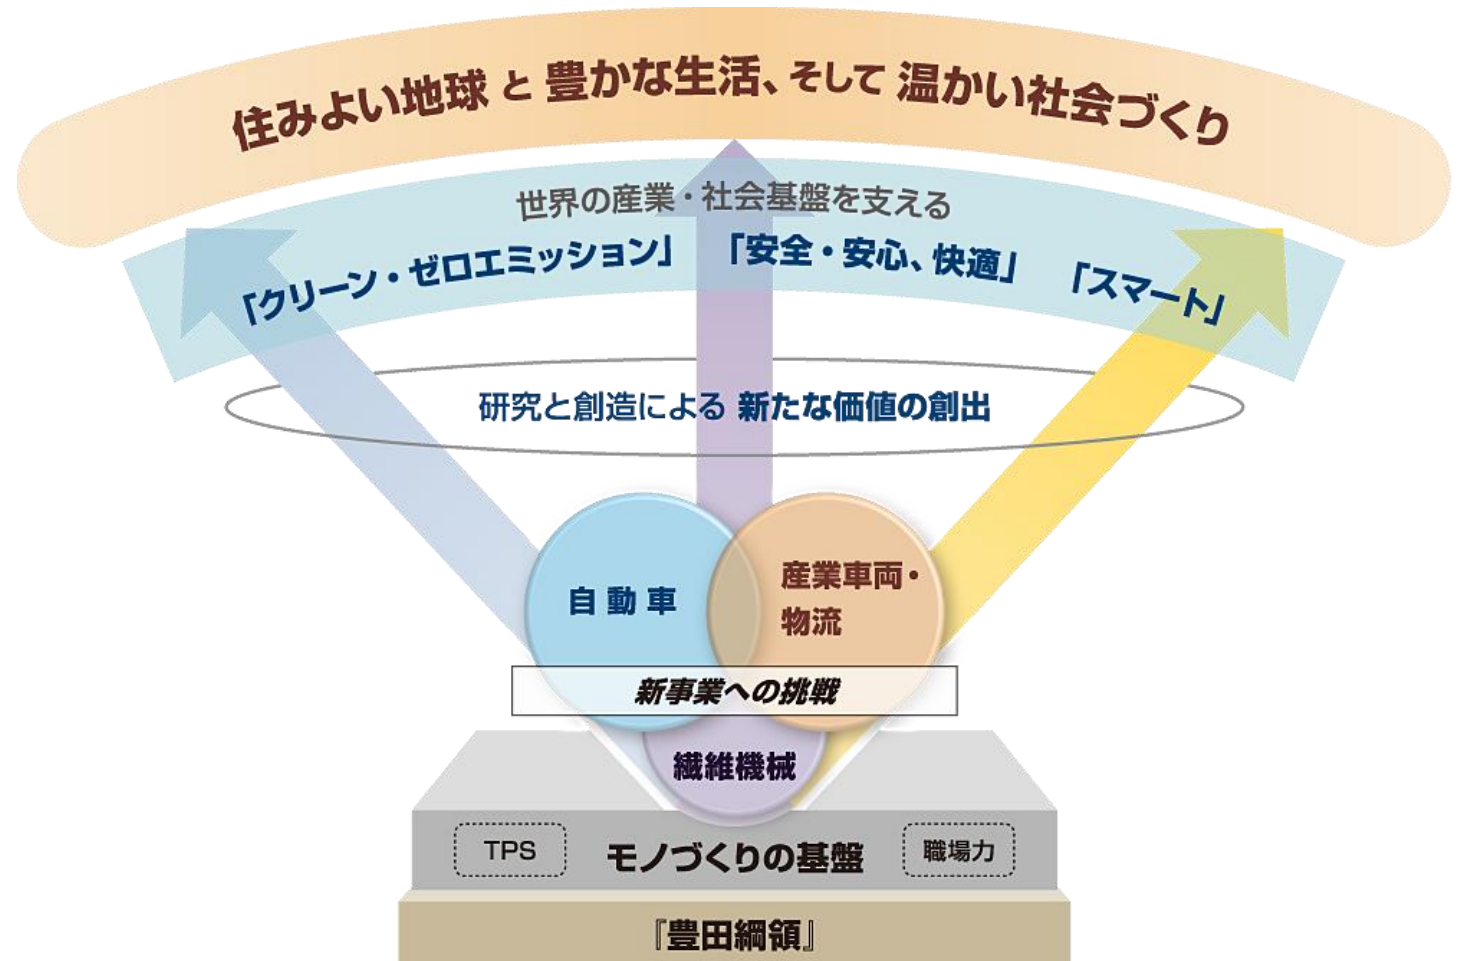 住みよい地球 と 豊かな生活、そして 温かい社会づくり
世界の産業・社会基盤を支える
「クリーン・ゼロエミッション」 「安全・安心、快適」 「スマート」
研究と創造による 新たな価値の創出
自動車
産業車両・
物流
新事業への挑戦
繊維機械
TPS
モノづくりの基盤
職場力
『豊田綱領』